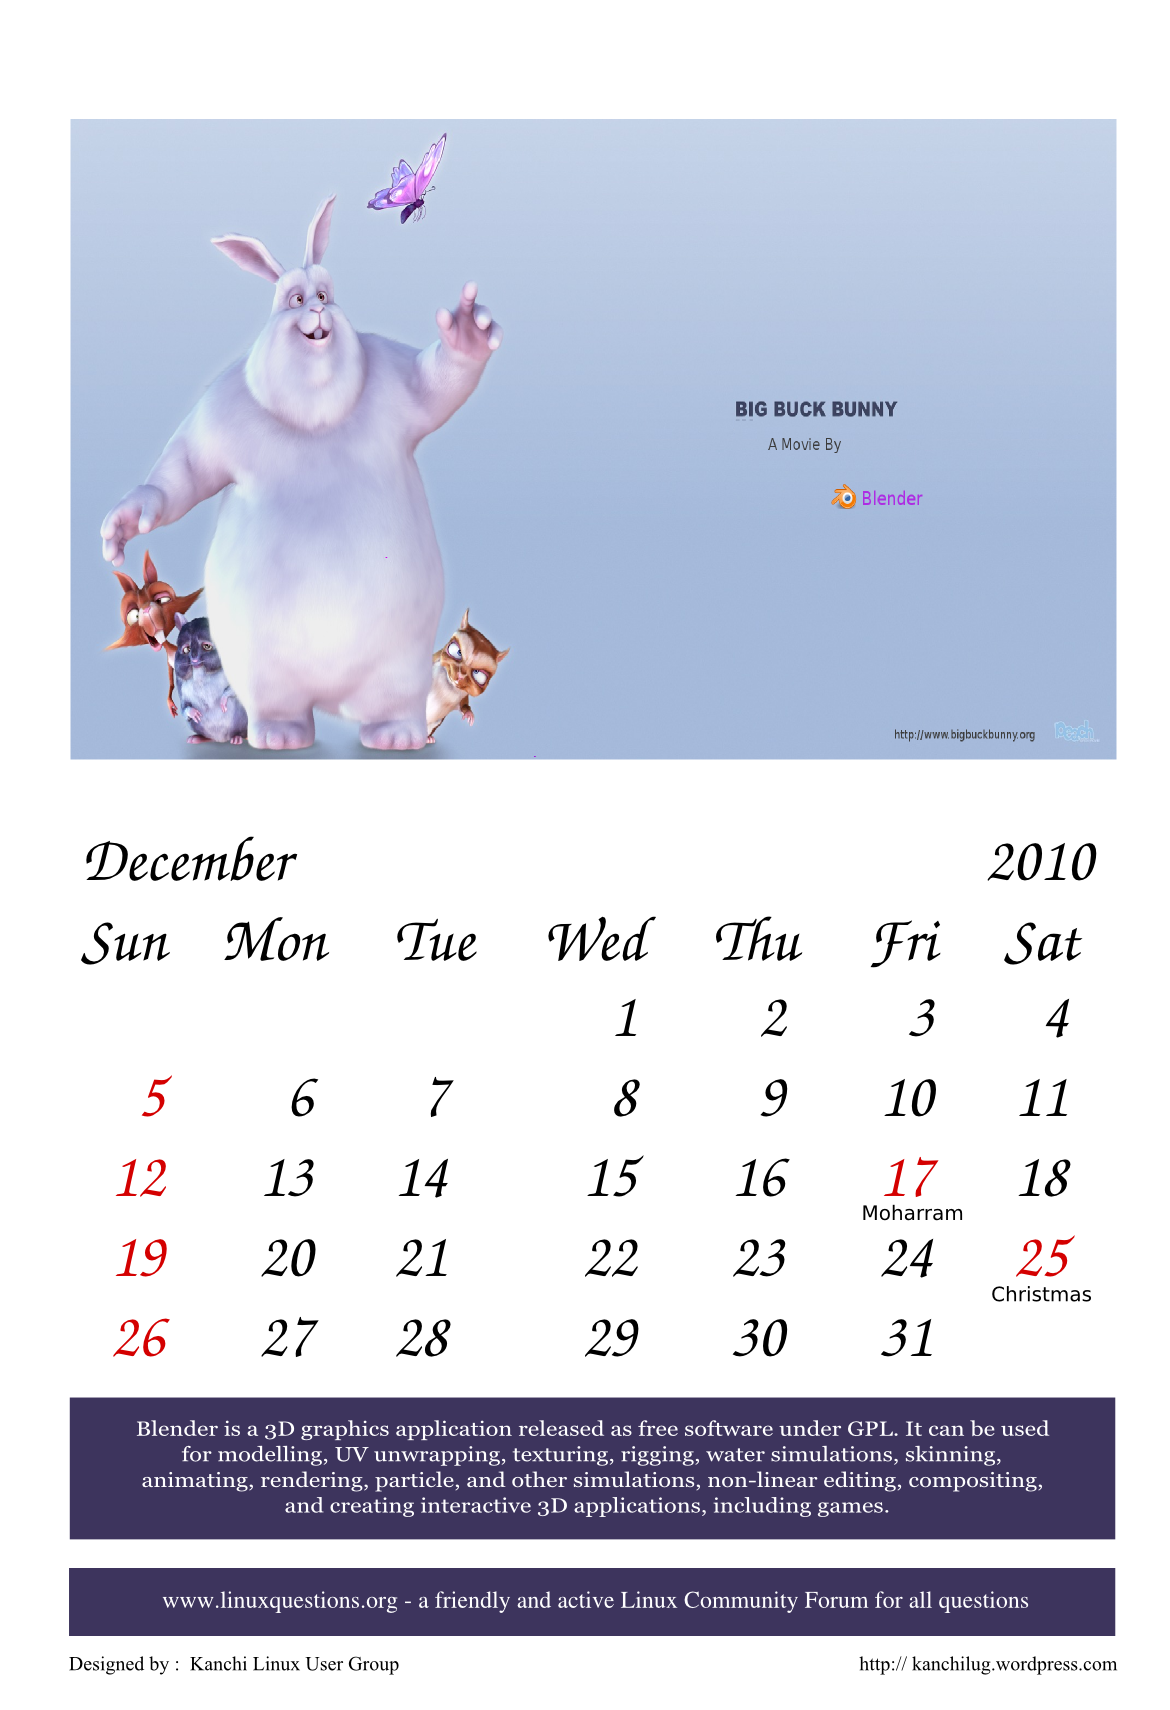 BIG BUCK BUNNY
A Movie By
Blender
http://www.bigbuckbunny.org
Peach
December 2010
Sun Mon Tue Wed Thu Fri Sat
1 2 3 4
5 6 7 8 9 10 11
12 13 14 15 16 17 18
Moharram
19 20 21 22 23 24 25
Christmas
26 27 28 29 30 31
Blender is a 3D graphics application released as free software under GPL. It can be used
for modelling, UV unwrapping, texturing, rigging, water simulations, skinning,
animating, rendering, particle, and other simulations, non-linear editing, compositing,
and creating interactive 3D applications, including games.
www.linuxquestions.org - a friendly and active Linux Community Forum for all questions
Designed by : Kanchi Linux User Group
http:// kanchilug.wordpress.com